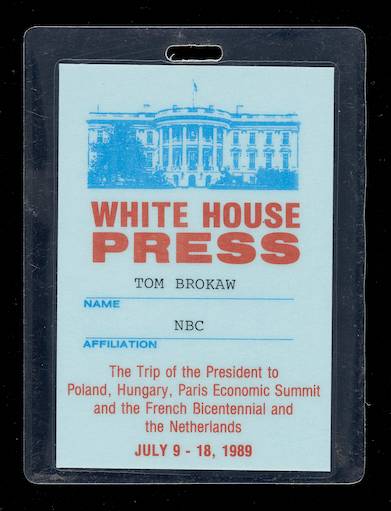 WHITE HOUSE
PRESS
TOM BROKAW
NAME
NBC
AFFILIATION
The Trip of the President to
Poland, Hungary, Paris Economic Summit
and the French Bicentennial and
the Netherlands
JULY 9 - 18, 1989